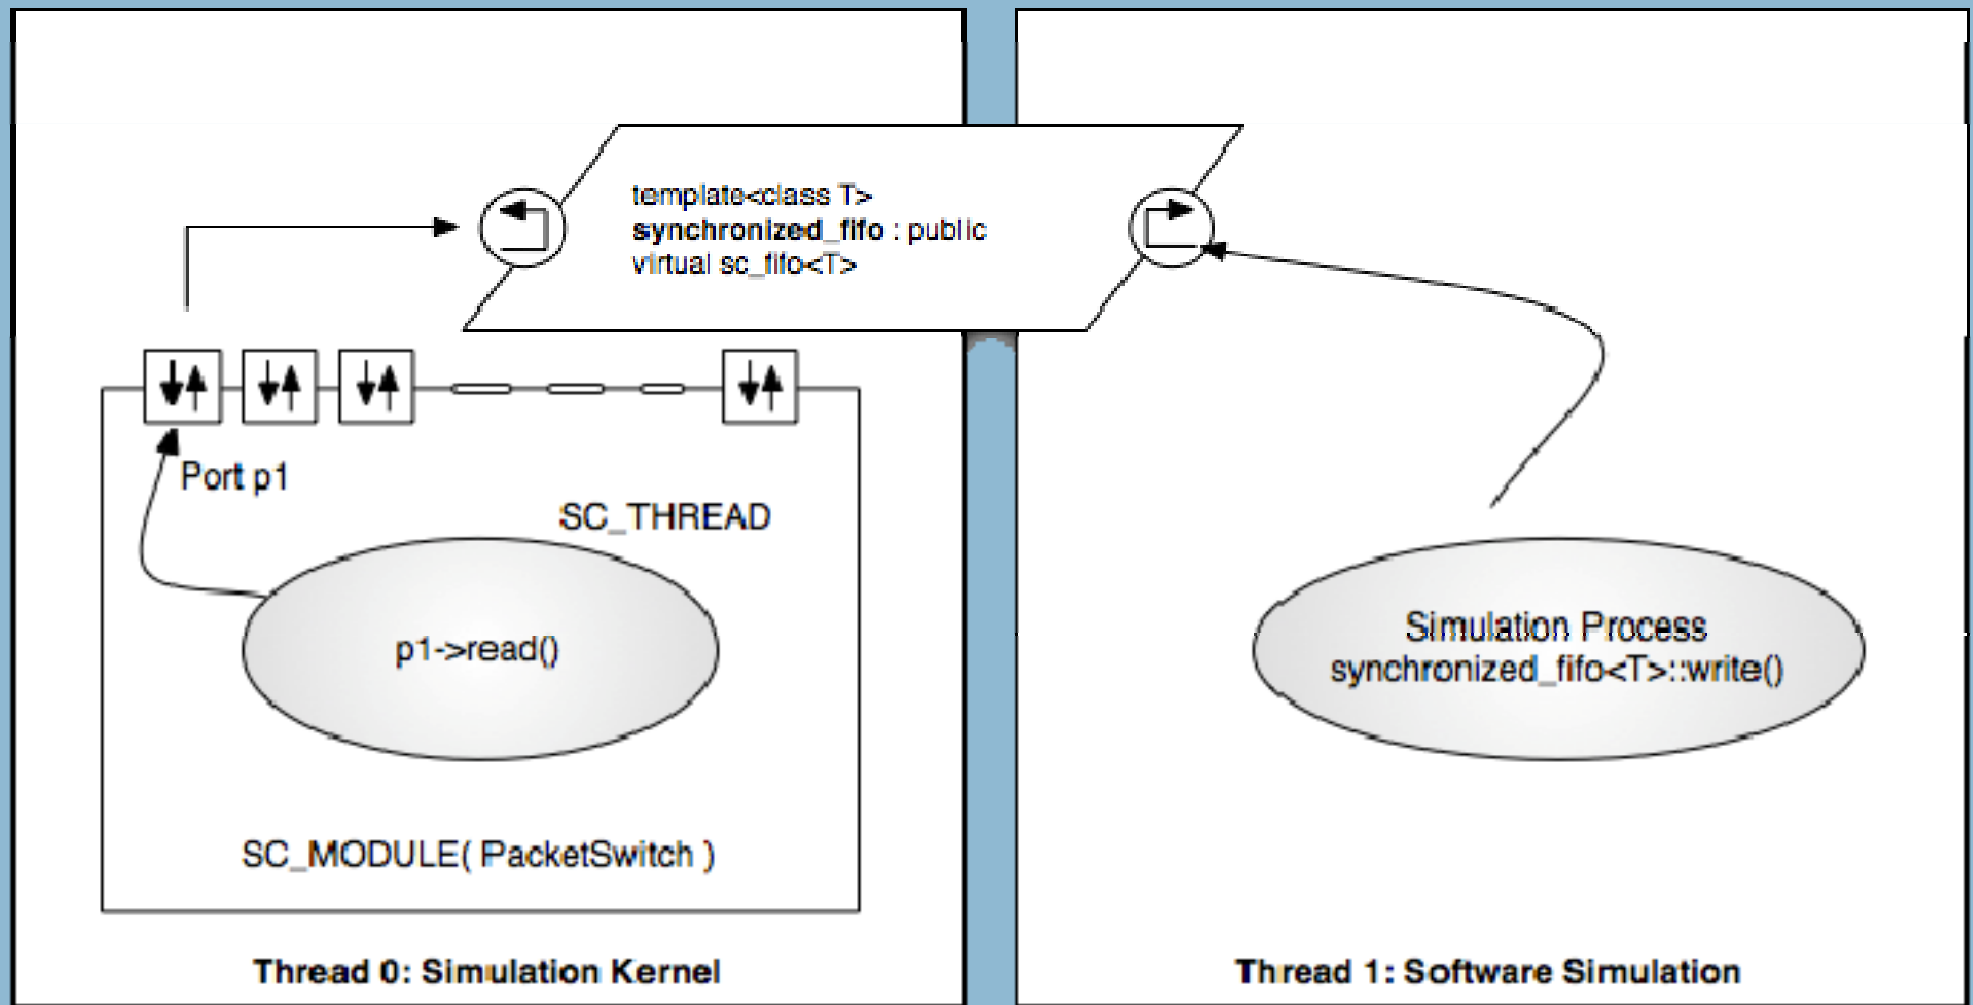 template<class T>
synchronized_fifo : public
virtual sc_fifo<T>
Port p1
SC_THREAD
p1->read()
SC_MODULE( PacketSwitch )
Thread 0: Simulation Kernel
Simulation Process
synchronized_fifo<T>::write()
Thread 1: Software Simulation